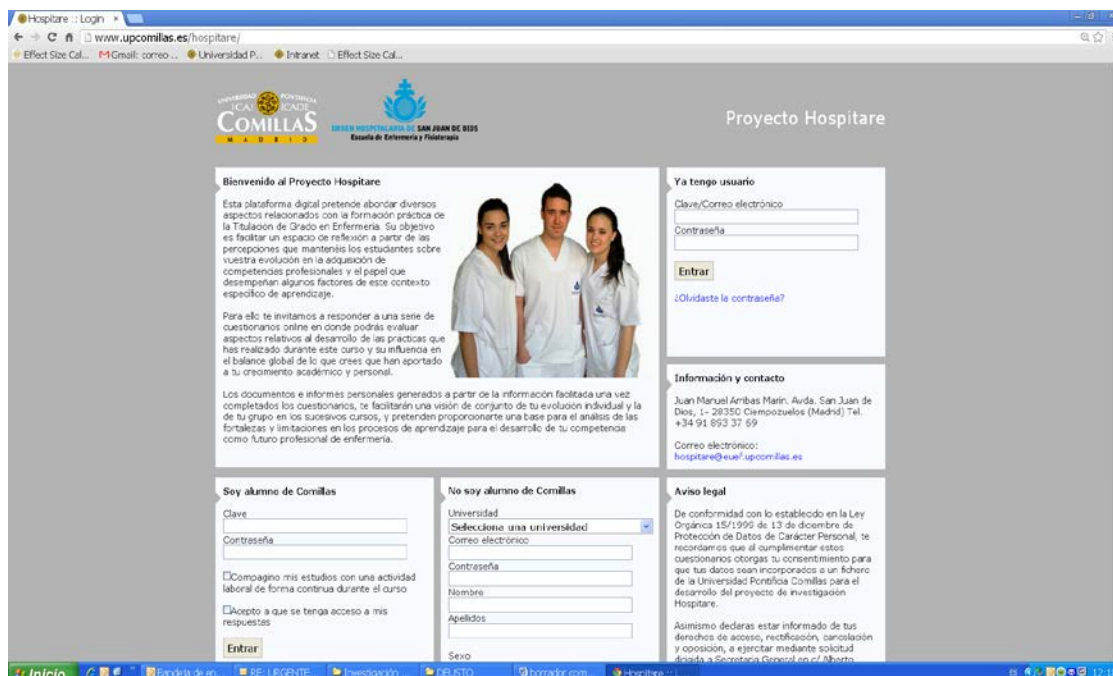 Hospitare :: Login
www.upcomillas.es/hospitare/
Effect Size Cal... Gmail: correo ... Universidad P... Intranet Effect Size Cal...
UNIVERSIDAD PONTIFICIA
ICAI ICADE
COMILLAS
MADRID
ORDEN HOSPITALARIA DE SAN JUAN DE DIOS
Escuela de Enfermería y Fisioterapia
Proyecto Hospitare
Bienvenido al Proyecto Hospitare
Esta plataforma digital pretende abordar diversos
aspectos relacionados con la formación práctica de
la Titulación de Grado en Enfermería. Su objetivo
es facilitar un espacio de reflexión a partir de las
percepciones que mantenéis los estudiantes sobre
vuestra evolución en la adquisición de
competencias profesionales y el papel que
desempeñan algunos factores de este contexto
específico de aprendizaje.
Para ello te invitamos a responder a una serie de
cuestionarios online en donde podrás evaluar
aspectos relativos al desarrollo de las prácticas que
has realizado durante este curso y su influencia en
el balance global de lo que crees que han aportado
a tu crecimiento académico y personal.
Los documentos e informes personales generados a partir de la información facilitada una vez
completados los cuestionarios, te facilitarán una visión de conjunto de tu evolución individual y la
de tu grupo en los sucesivos cursos, y pretenden proporcionarte una base para el análisis de las
fortalezas y limitaciones en los procesos de aprendizaje para el desarrollo de tu competencia
como futuro profesional de enfermería.
Ya tengo usuario
Clave/Correo electrónico
Contraseña
Entrar
¿Olvidaste la contraseña?
Información y contacto
Juan Manuel Arribas Marín. Avda. San Juan de
Dios, 1- 28350 Ciempozuelos (Madrid) Tel.
+34 91 893 37 69
Correo electrónico:
hospitare@euef.upcomillas.es
Soy alumno de Comillas
Clave
Contraseña
Compagino mis estudios con una actividad
laboral de forma continua durante el curso
Acepto a que se tenga acceso a mis
respuestas
Entrar
No soy alumno de Comillas
Universidad
Selecciona una universidad
Correo electrónico
Contraseña
Nombre
Apellidos
Sexo
Aviso legal
De conformidad con lo establecido en la Ley
Orgánica 15/1999 de 13 de diciembre de
Protección de Datos de Carácter Personal, te
recordamos que al cumplimentar estos
cuestionarios otorgas tu consentimiento para
que tus datos sean incorporados a un fichero
de la Universidad Pontificia Comillas para el
desarrollo del proyecto de investigación
Hospitare.
Asimismo declaras estar informado de tus
derechos de acceso, rectificación, cancelación
y oposición, a ejercitar mediante solicitud
dirigida a Secretaría General en c/ Alberto
Inicio Bandeja de en... RE: URGENTE... Investigación DEUSTO borrador com... Hospitare ::